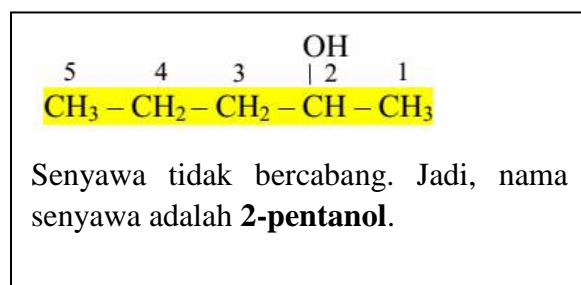 OH
5 4 3 | 2 1
CH₃ – CH₂ – CH₂ – CH – CH₃
Senyawa tidak bercabang. Jadi, nama
senyawa adalah 2-pentanol.